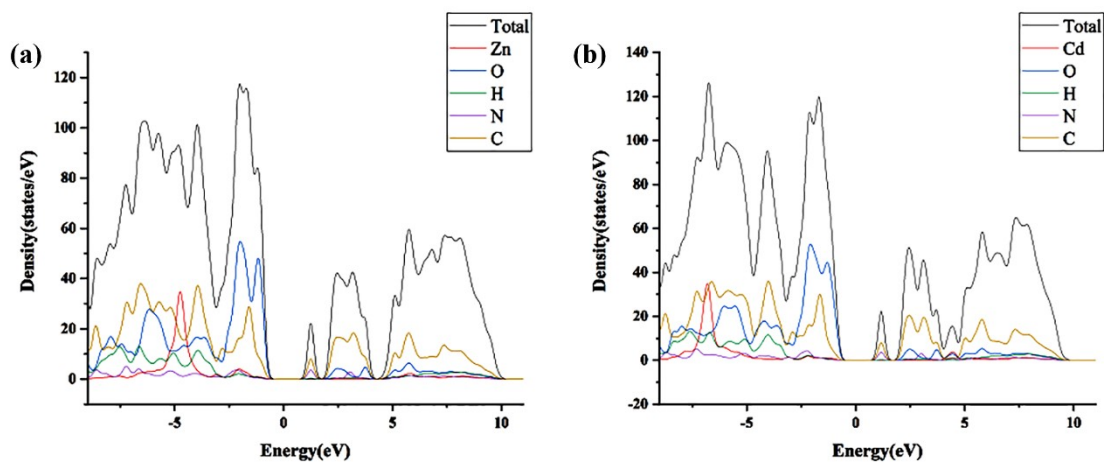 (a)
Total
Zn
O
H
N
C
120
100
80
60
40
20
0
-5
0
5
10
Density(states/eV)
Energy(eV)
(b)
Total
Cd
O
H
N
C
140
120
100
80
60
40
20
0
-20
-5
0
5
10
Density(states/eV)
Energy(eV)